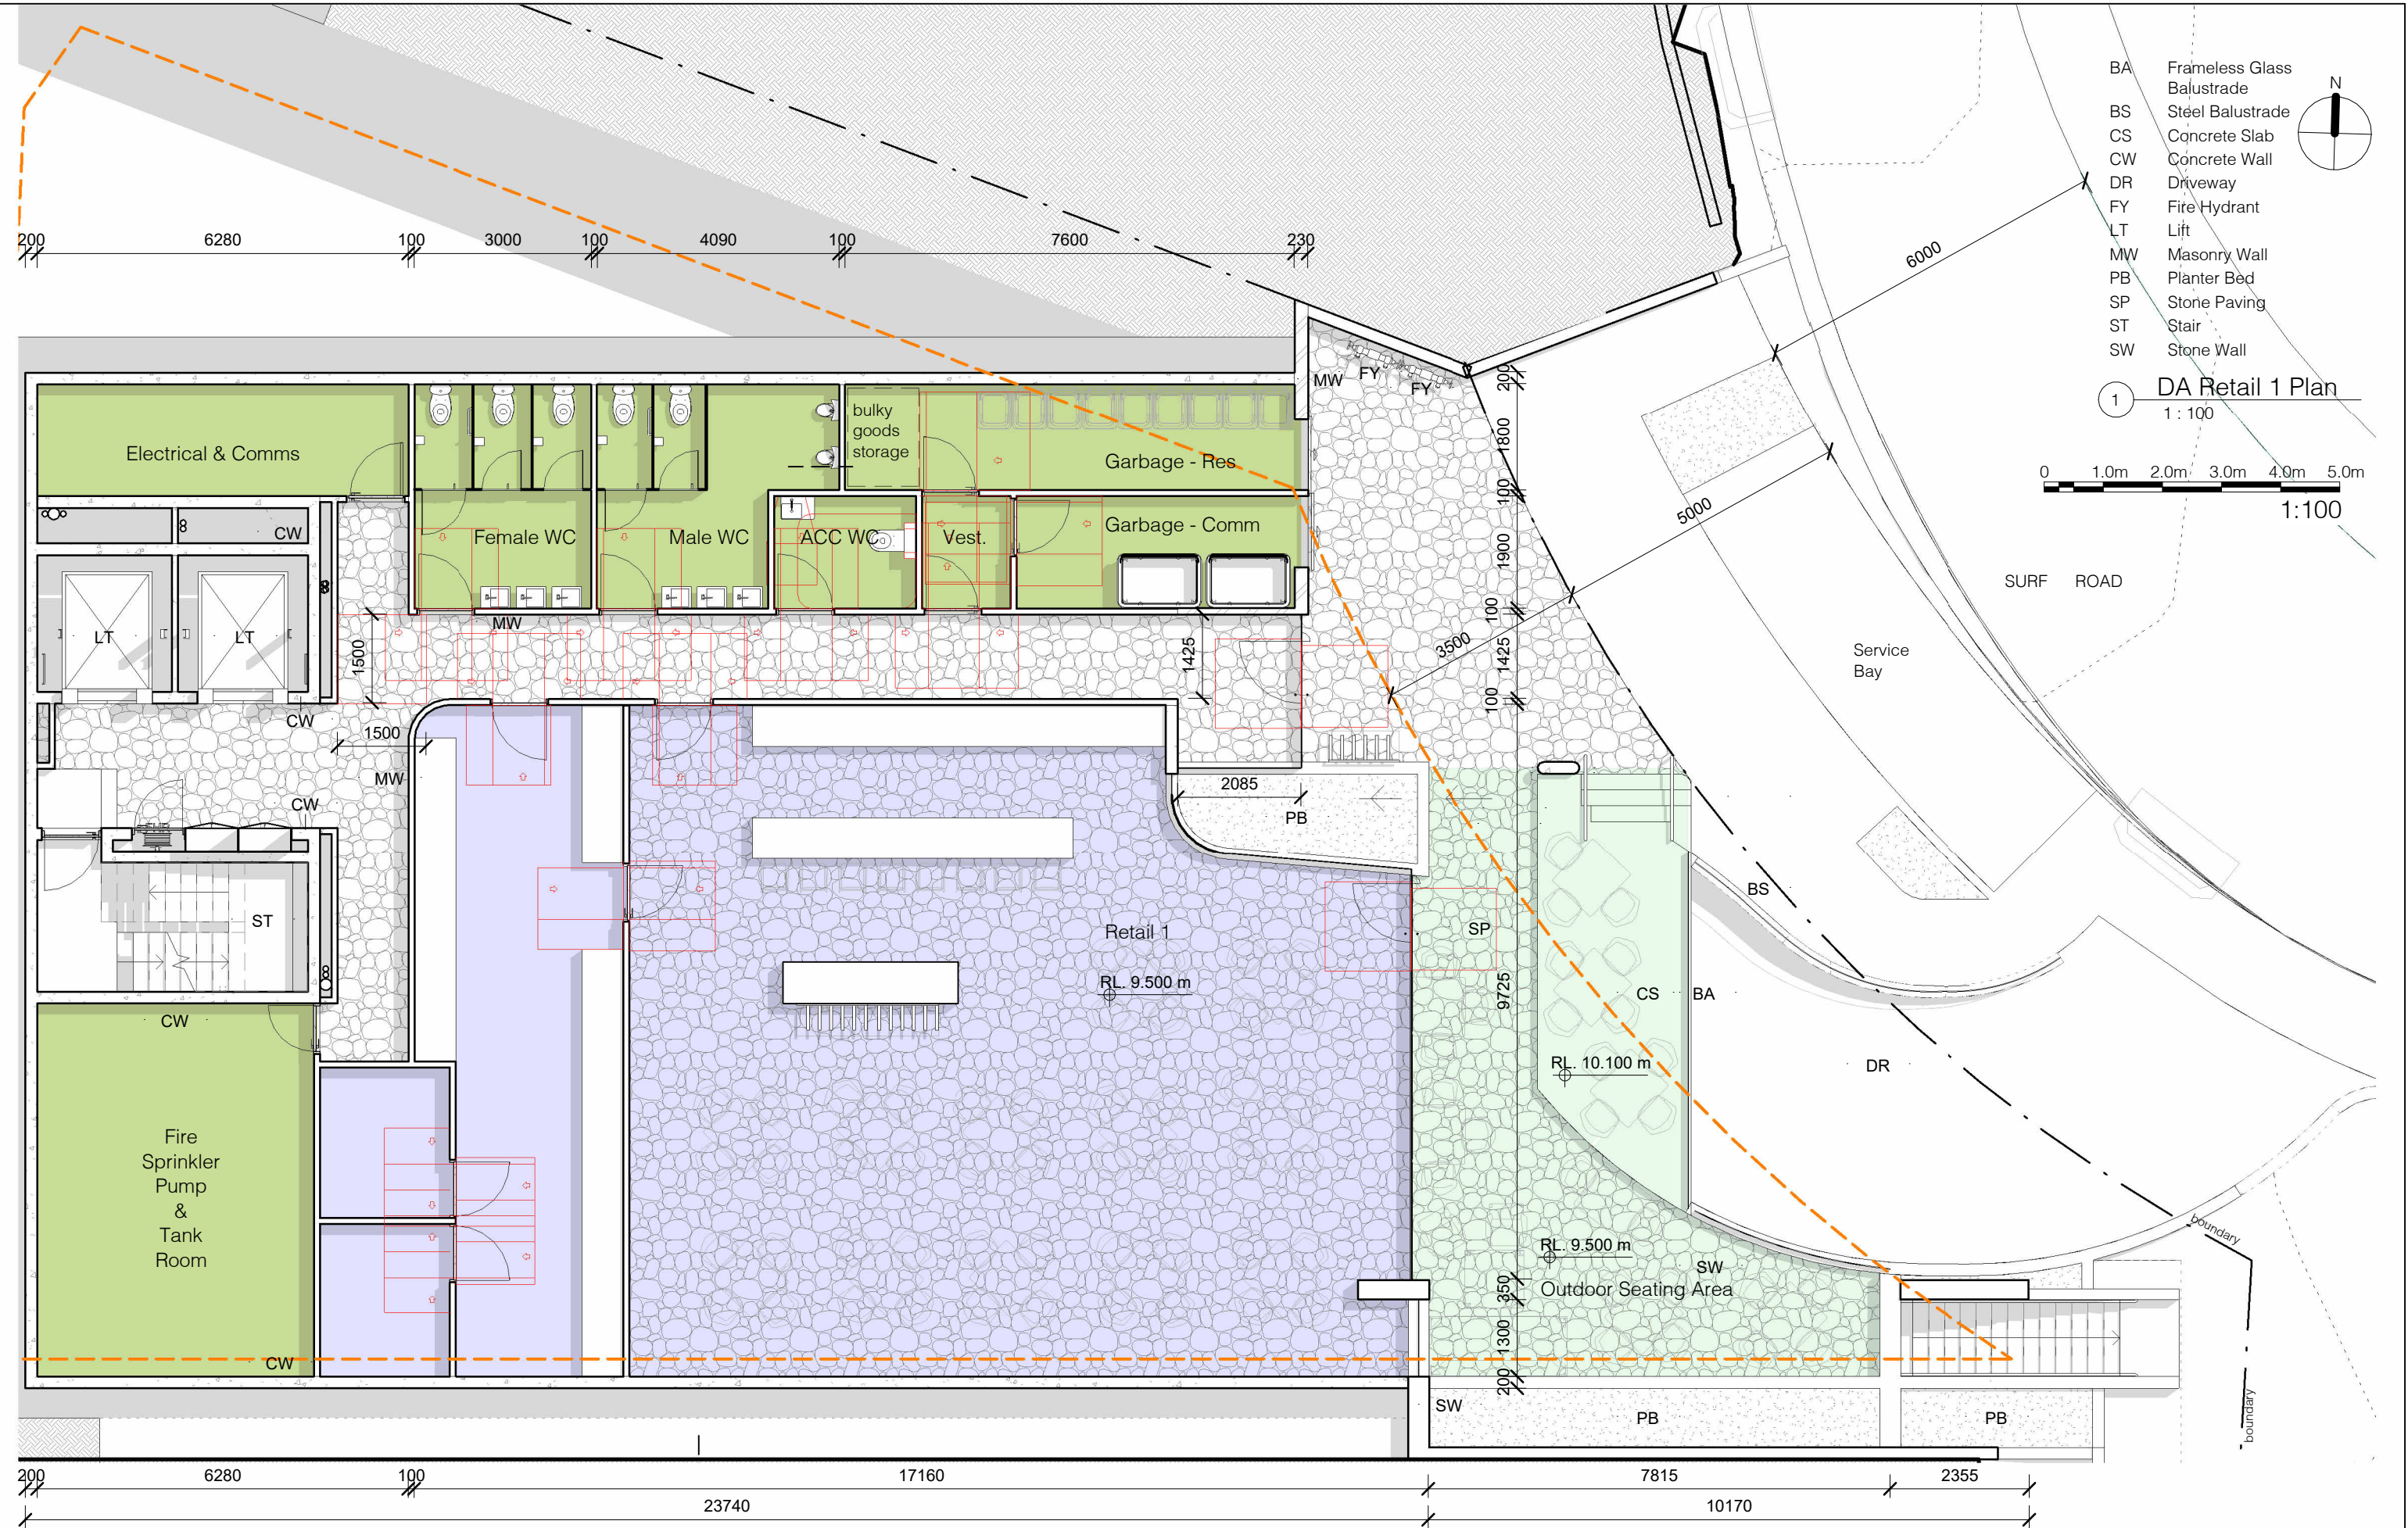 BA Frameless Glass
Balustrade
BS Steel Balustrade
CS Concrete Slab
CW Concrete Wall
DR Driveway
FY Fire Hydrant
LT Lift
MW Masonry Wall
PB Planter Bed
SP Stone Paving
ST Stair
SW Stone Wall
N
1 DA Retail 1 Plan
1 : 100
0 1.0m 2.0m 3.0m 4.0m 5.0m
1:100
200 6280 100 3000 100 4090 100 7600 230
6000
5000
3500
SURF ROAD
Service
Bay
MW FY FY
200
1800
100
1900
100
1425
100
9725
350
1300
200
Electrical & Comms
bulky
goods
storage
Garbage - Res
Garbage - Comm
Female WC
Male WC
ACC WC
Vest.
8
CW
8
LT LT
MW
1500
1425
CW
1500
MW
CW
2085
PB
ST
8
CW
BS
SP
Retail 1
RL. 9.500 m
CS BA
RL. 10.100 m
DR
Fire
Sprinkler
Pump
&
Tank
Room
CW
RL. 9.500 m
SW
Outdoor Seating Area
boundary
boundary
SW
PB
PB
200 6280 100 17160 7815 2355
23740 10170